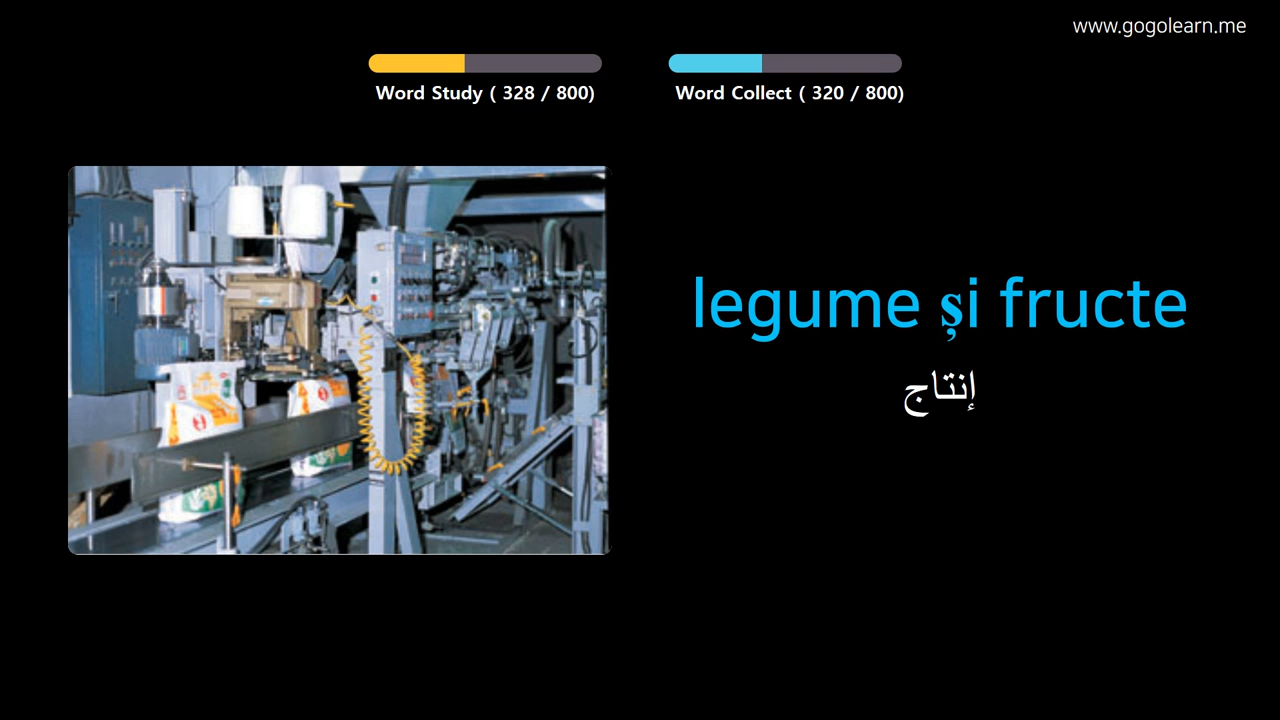 www.gogolearn.me
Word Study ( 328 / 800)
Word Collect ( 320 / 800)
legume și fructe
إنتاج